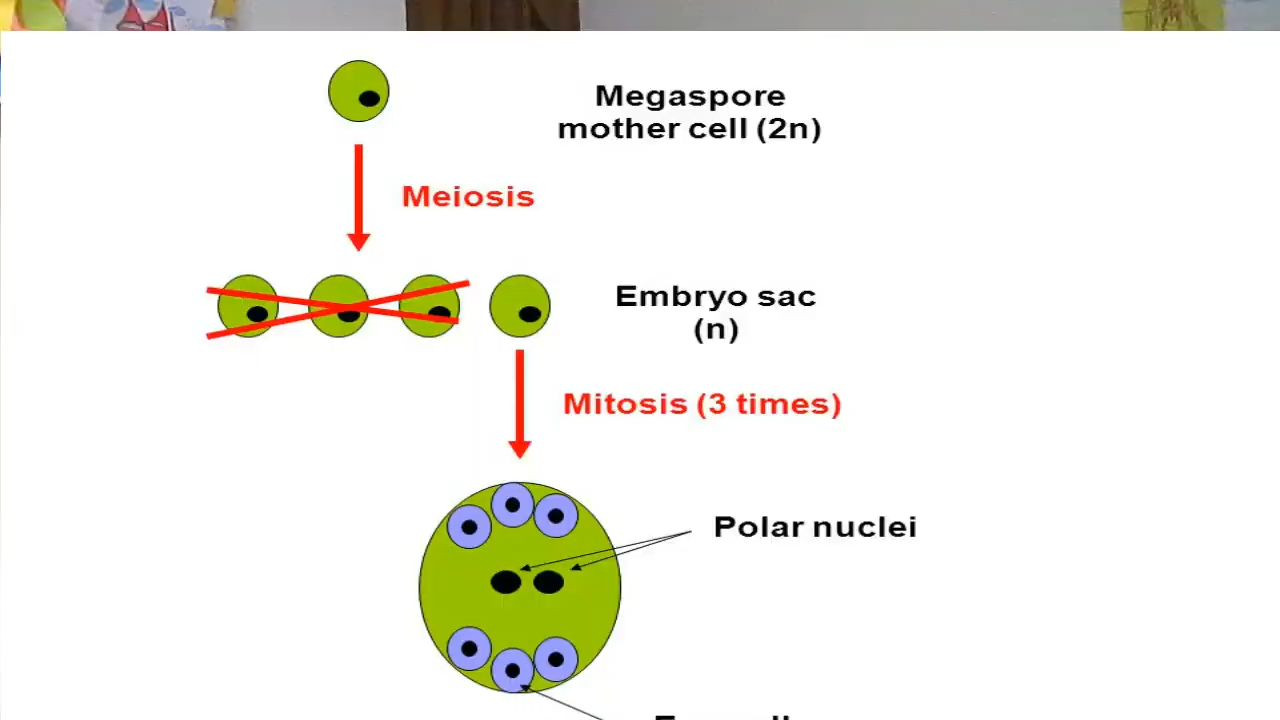 Megaspore
mother cell (2n)
Meiosis
Embryo sac
(n)
Mitosis (3 times)
Polar nuclei